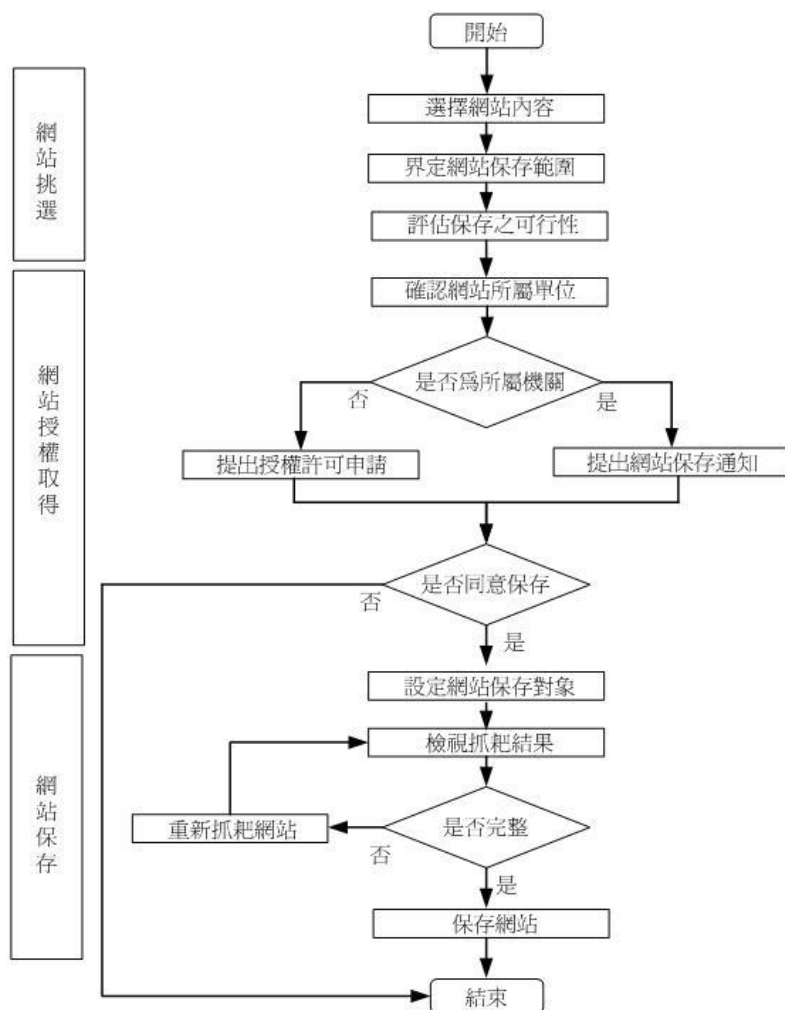 開始
網站挑選
選擇網站內容
界定網站保存範圍
評估保存之可行性
網站授權取得
確認網站所屬單位
是否爲所屬機關
否
是
提出授權許可申請
提出網站保存通知
是否同意保存
否
是
網站保存
設定網站保存對象
檢視抓耙結果
重新抓耙網站
是否完整
否
是
保存網站
結束